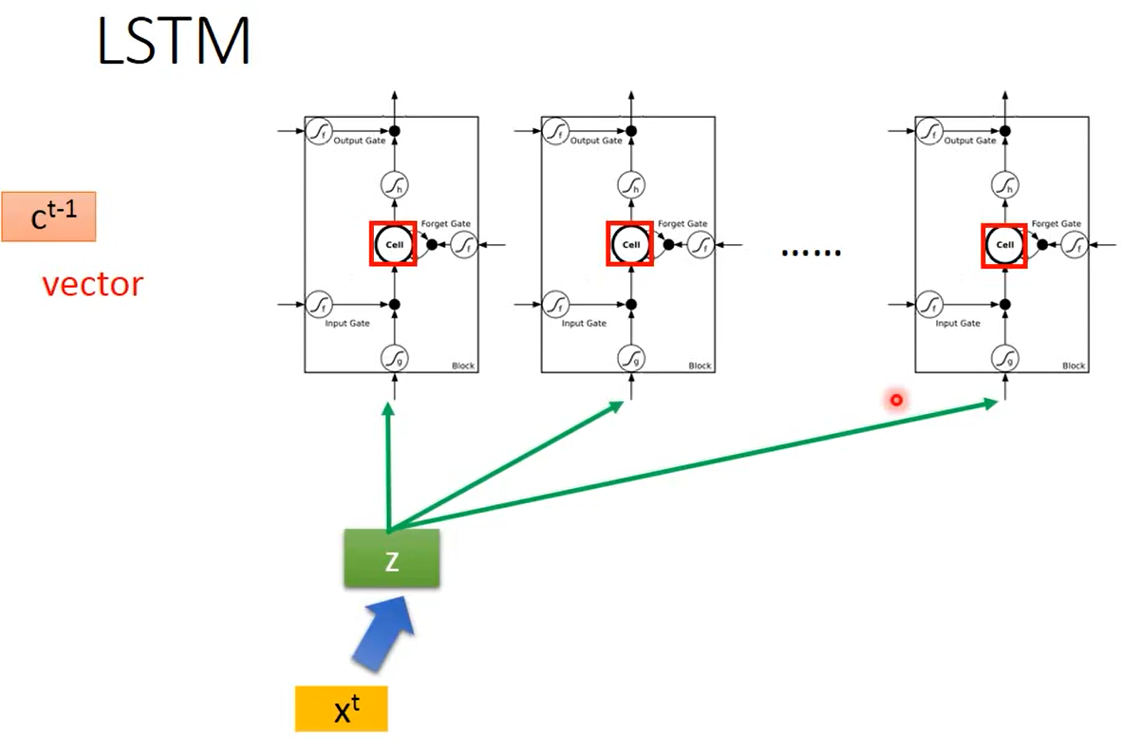 LSTM
f Output Gate f Output Gate f Output Gate
h h h
c^t-1
Forget Gate Forget Gate Forget Gate
Cell f Cell f ...... Cell f
vector
f f f
Input Gate Input Gate Input Gate
g Block g Block g Block
z
x^t